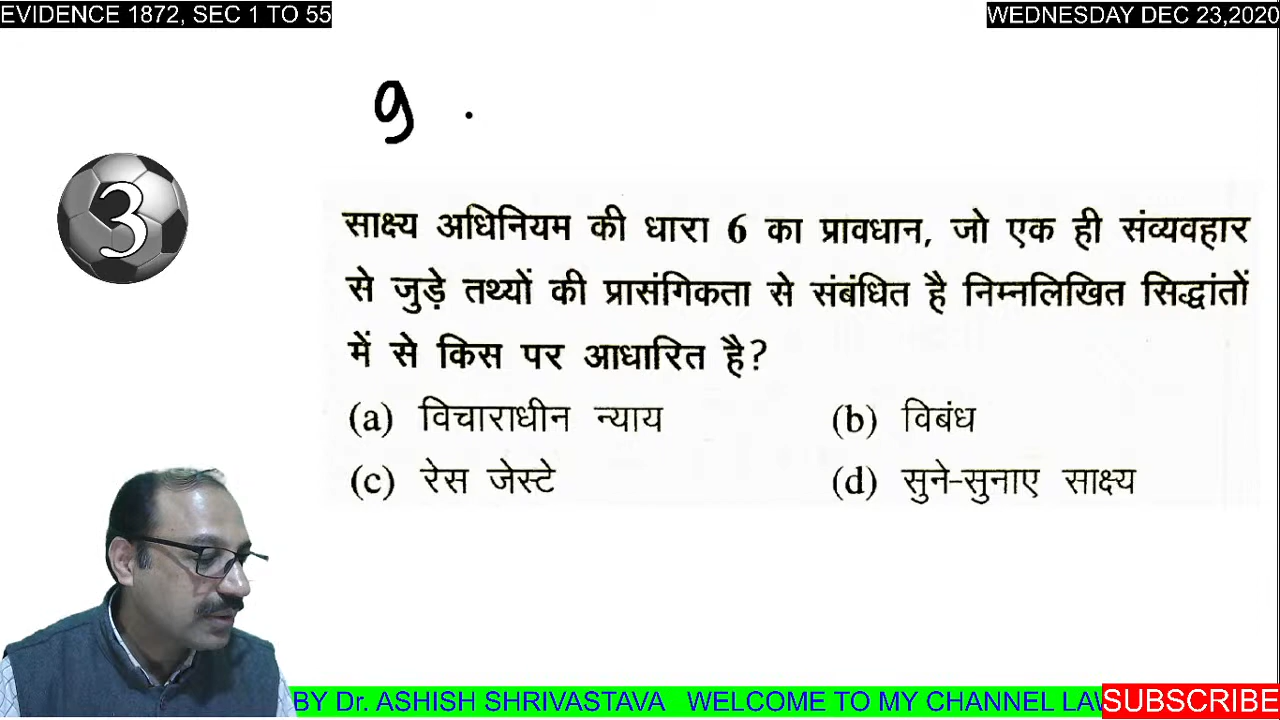 EVIDENCE 1872, SEC 1 TO 55
WEDNESDAY DEC 23,2020
9 .
3
साक्ष्य अधिनियम की धारा 6 का प्रावधान, जो एक ही संव्यवहार
से जुड़े तथ्यों की प्रासंगिकता से संबंधित है निम्नलिखित सिद्धांतों
में से किस पर आधारित है?
(a) विचाराधीन न्याय (b) विबंध
(c) रेस जेस्टे (d) सुने-सुनाए साक्ष्य
BY Dr. ASHISH SHRIVASTAVA WELCOME TO MY CHANNEL LAW
SUBSCRIBE